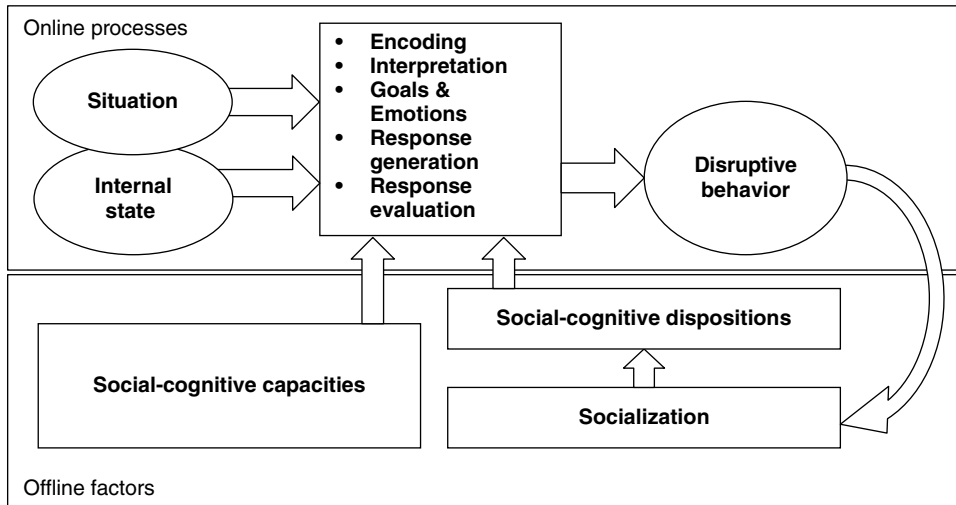 Online processes
Situation
Internal
state
• Encoding
• Interpretation
• Goals &
Emotions
• Response
generation
• Response
evaluation
Disruptive
behavior
Social-cognitive dispositions
Social-cognitive capacities
Socialization
Offline factors